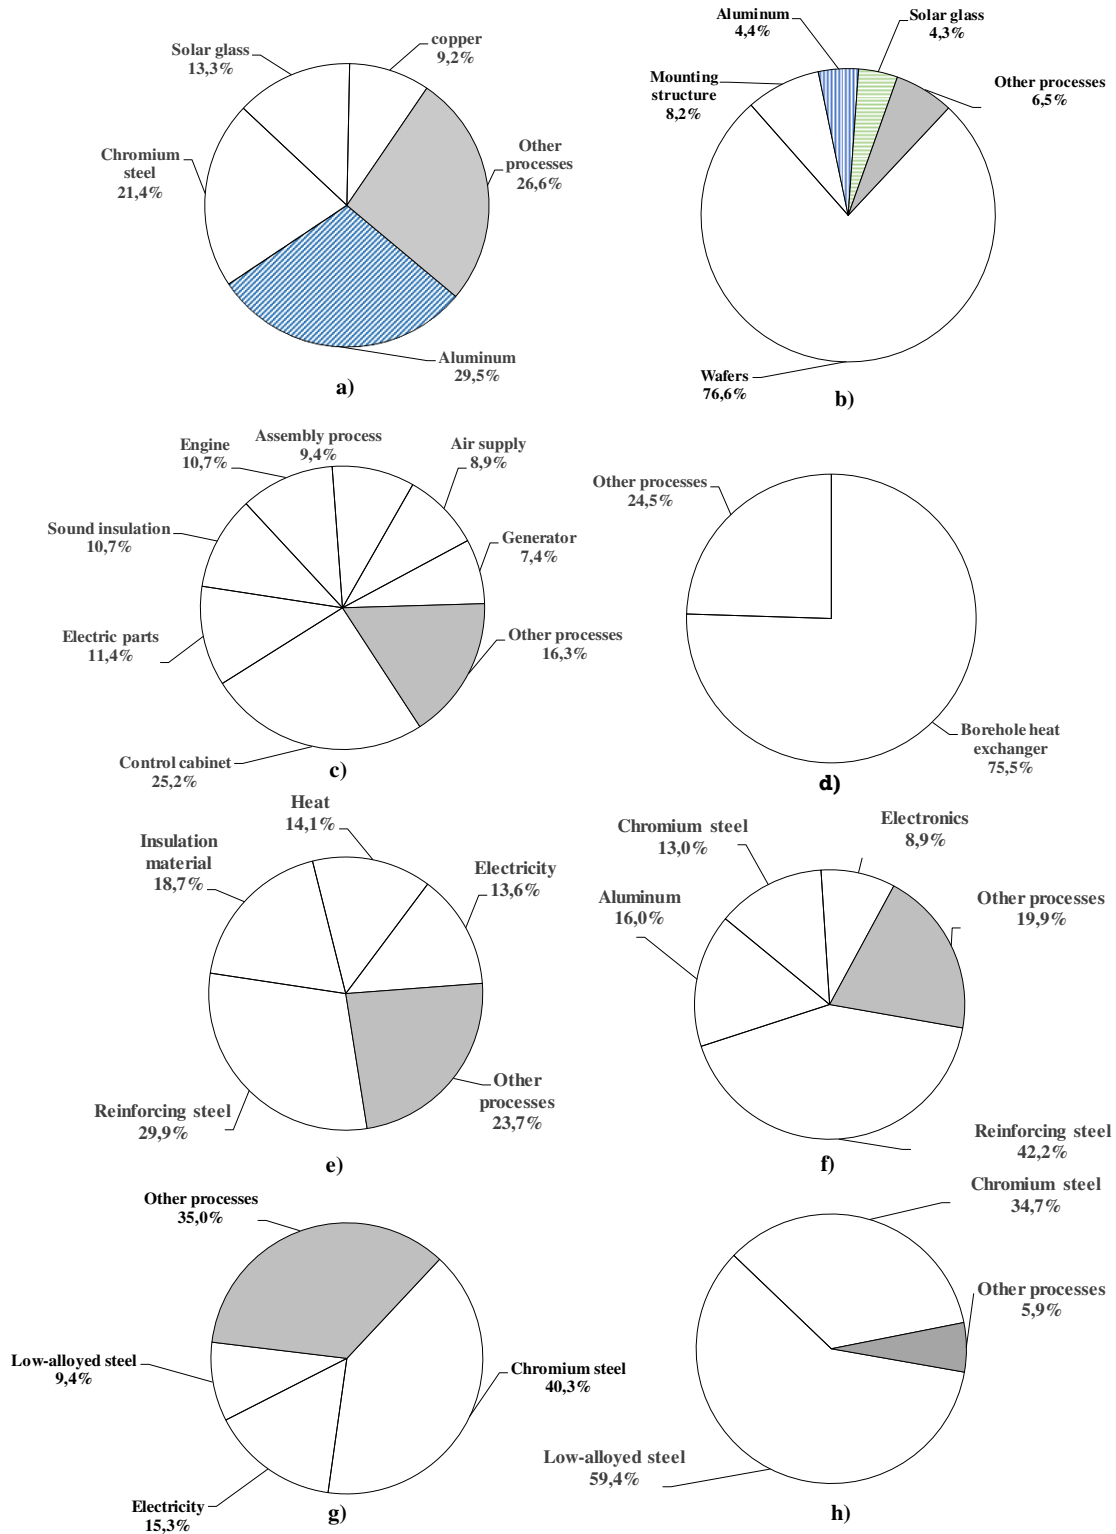 Solar glass
13,3%
copper
9,2%
Chromium
steel
21,4%
Other
processes
26,6%
Aluminum
29,5%
a)
Aluminum
4,4%
Solar glass
4,3%
Mounting
structure
8,2%
Other processes
6,5%
Wafers
76,6%
b)
Engine
10,7%
Assembly process
9,4%
Air supply
8,9%
Sound insulation
10,7%
Generator
7,4%
Electric parts
11,4%
Other processes
16,3%
Control cabinet
25,2%
c)
Other processes
24,5%
Borehole heat
exchanger
75,5%
d)
Heat
14,1%
Insulation
material
18,7%
Electricity
13,6%
Reinforcing steel
29,9%
Other
processes
23,7%
e)
Chromium steel
13,0%
Electronics
8,9%
Aluminum
16,0%
Other processes
19,9%
Reinforcing steel
42,2%
f)
Other processes
35,0%
Low-alloyed steel
9,4%
Chromium steel
40,3%
Electricity
15,3%
g)
Chromium steel
34,7%
Other processes
5,9%
Low-alloyed steel
59,4%
h)